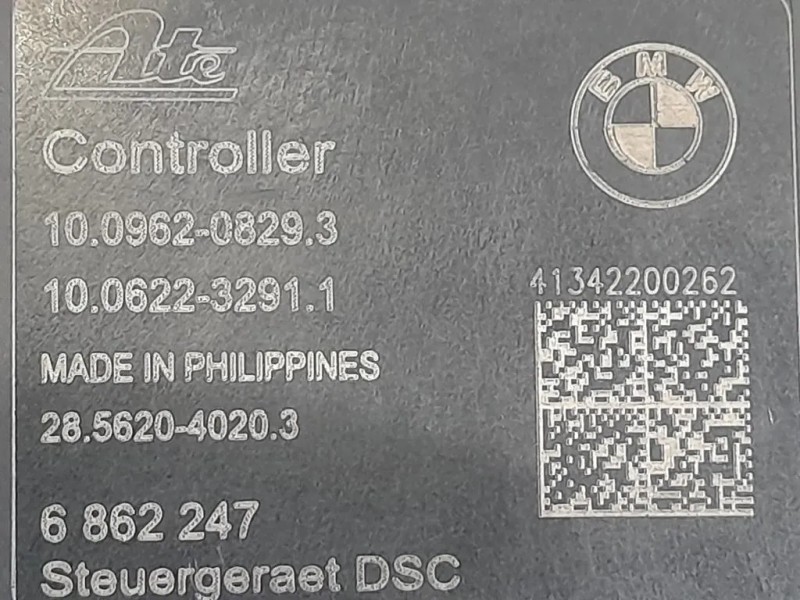 Ate
BMW
Controller
10.0962-0829.3
10.0622-3291.1
41342200262
MADE IN PHILIPPINES
28.5620-4020.3
6 862 247
Steuergeraet DSC